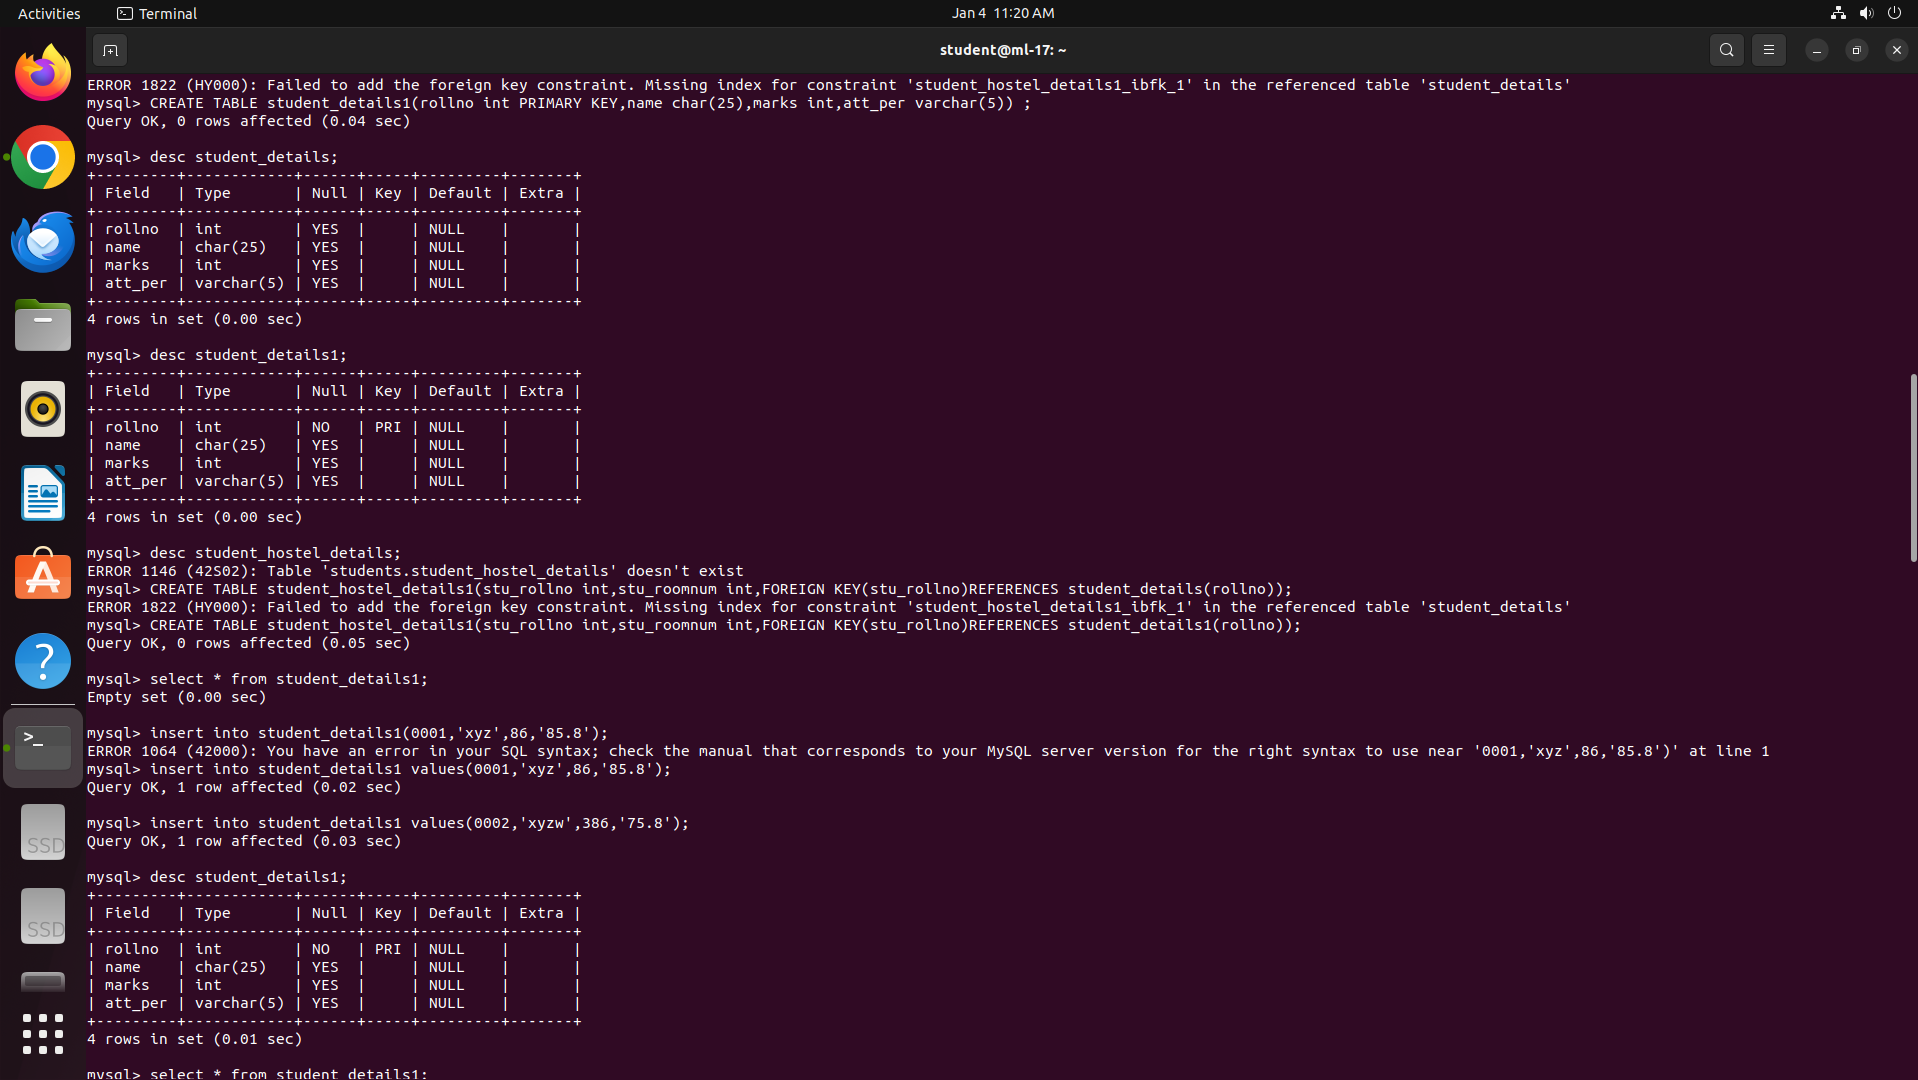 Activities
Terminal
Jan 4 11:20 AM
student@ml-17: ~
ERROR 1822 (HY000): Failed to add the foreign key constraint. Missing index for constraint 'student_hostel_details1_ibfk_1' in the referenced table 'student_details'
mysql> CREATE TABLE student_details1(rollno int PRIMARY KEY,name char(25),marks int,att_per varchar(5)) ;
Query OK, 0 rows affected (0.04 sec)

mysql> desc student_details;
+---------+------------+------+-----+---------+-------+
| Field   | Type       | Null | Key | Default | Extra |
+---------+------------+------+-----+---------+-------+
| rollno  | int        | YES  |     | NULL    |       |
| name    | char(25)   | YES  |     | NULL    |       |
| marks   | int        | YES  |     | NULL    |       |
| att_per | varchar(5) | YES  |     | NULL    |       |
+---------+------------+------+-----+---------+-------+
4 rows in set (0.00 sec)

mysql> desc student_details1;
+---------+------------+------+-----+---------+-------+
| Field   | Type       | Null | Key | Default | Extra |
+---------+------------+------+-----+---------+-------+
| rollno  | int        | NO   | PRI | NULL    |       |
| name    | char(25)   | YES  |     | NULL    |       |
| marks   | int        | YES  |     | NULL    |       |
| att_per | varchar(5) | YES  |     | NULL    |       |
+---------+------------+------+-----+---------+-------+
4 rows in set (0.00 sec)

mysql> desc student_hostel_details;
ERROR 1146 (42S02): Table 'students.student_hostel_details' doesn't exist
mysql> CREATE TABLE student_hostel_details1(stu_rollno int,stu_roomnum int,FOREIGN KEY(stu_rollno)REFERENCES student_details(rollno));
ERROR 1822 (HY000): Failed to add the foreign key constraint. Missing index for constraint 'student_hostel_details1_ibfk_1' in the referenced table 'student_details'
mysql> CREATE TABLE student_hostel_details1(stu_rollno int,stu_roomnum int,FOREIGN KEY(stu_rollno)REFERENCES student_details1(rollno));
Query OK, 0 rows affected (0.05 sec)

mysql> select * from student_details1;
Empty set (0.00 sec)

mysql> insert into student_details1(0001,'xyz',86,'85.8');
ERROR 1064 (42000): You have an error in your SQL syntax; check the manual that corresponds to your MySQL server version for the right syntax to use near '0001,'xyz',86,'85.8')' at line 1
mysql> insert into student_details1 values(0001,'xyz',86,'85.8');
Query OK, 1 row affected (0.02 sec)

mysql> insert into student_details1 values(0002,'xyzw',386,'75.8');
Query OK, 1 row affected (0.03 sec)

mysql> desc student_details1;
+---------+------------+------+-----+---------+-------+
| Field   | Type       | Null | Key | Default | Extra |
+---------+------------+------+-----+---------+-------+
| rollno  | int        | NO   | PRI | NULL    |       |
| name    | char(25)   | YES  |     | NULL    |       |
| marks   | int        | YES  |     | NULL    |       |
| att_per | varchar(5) | YES  |     | NULL    |       |
+---------+------------+------+-----+---------+-------+
4 rows in set (0.01 sec)

mysql> select * from student_details1;
SSD
SSD